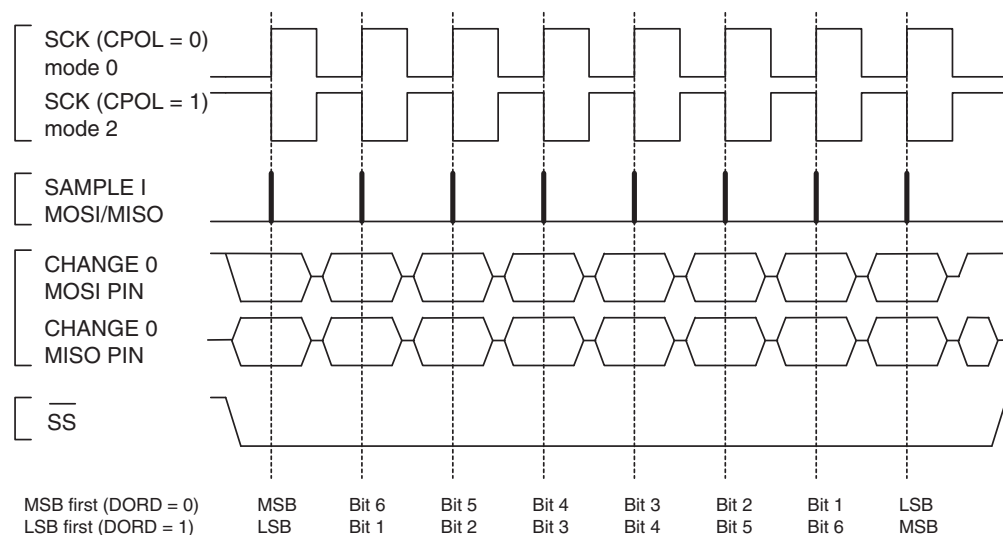 SCK (CPOL = 0)
mode 0
SCK (CPOL = 1)
mode 2
SAMPLE I
MOSI/MISO
CHANGE 0
MOSI PIN
CHANGE 0
MISO PIN
SS
MSB first (DORD = 0) MSB Bit 6 Bit 5 Bit 4 Bit 3 Bit 2 Bit 1 LSB
LSB first (DORD = 1) LSB Bit 1 Bit 2 Bit 3 Bit 4 Bit 5 Bit 6 MSB